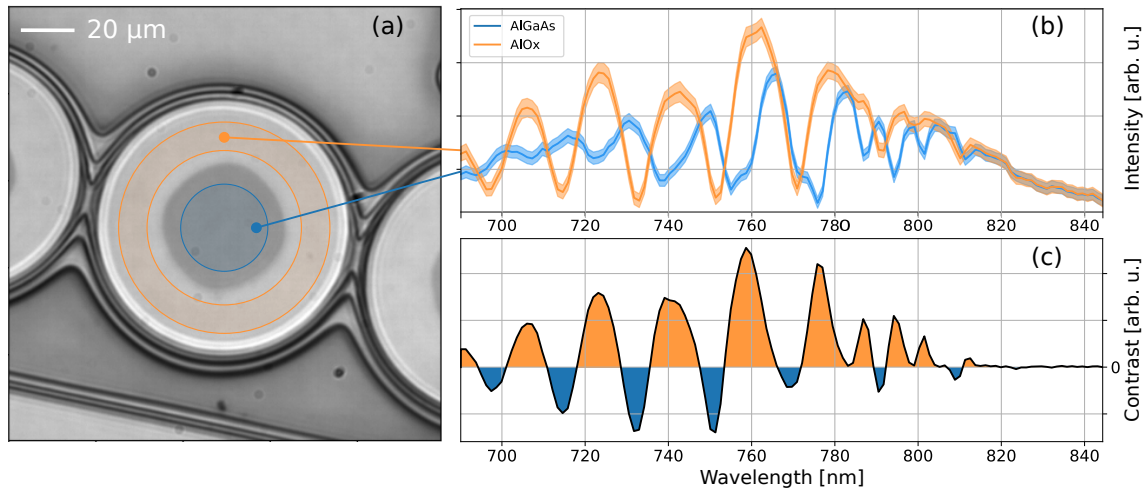 20 μm
(a)
AlGaAs
AlOx
(b)
Intensity [arb. u.]
700 720 740 760 780 800 820 840
(c)
Contrast [arb. u.]
0
700 720 740 760 780 800 820 840
Wavelength [nm]